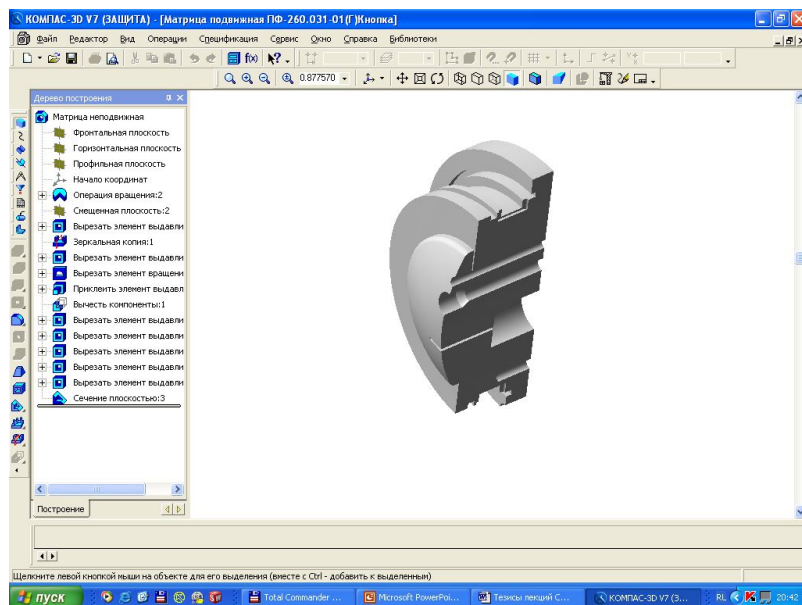 КОМПАС-3D V7 (ЗАЩИТА) - [Матрица подвижная ПФ-260.031-01(Г)Кнопка]
Файл Редактор Вид Операции Спецификация Сервис Окно Справка Библиотеки
f(x)
0.877570
Дерево построения
Матрица неподвижная
Фронтальная плоскость
Горизонтальная плоскость
Профильная плоскость
Начало координат
Операция вращения:2
Смещенная плоскость:2
Вырезать элемент выдавли
Зеркальная копия:1
Вырезать элемент выдавли
Вырезать элемент вращени
Приклеить элемент выдавл
Вычесть компоненты:1
Вырезать элемент выдавли
Вырезать элемент выдавли
Вырезать элемент выдавли
Вырезать элемент выдавли
Вырезать элемент выдавли
Сечение плоскостью:3
Построение
Щелкните левой кнопкой мыши на объекте для его выделения (вместе с Ctrl - добавить к выделенным)
пуск Total Commander ... Microsoft PowerPoi... Тезисы лекций С... КОМПАС-3D V7 (З... RL 20:42